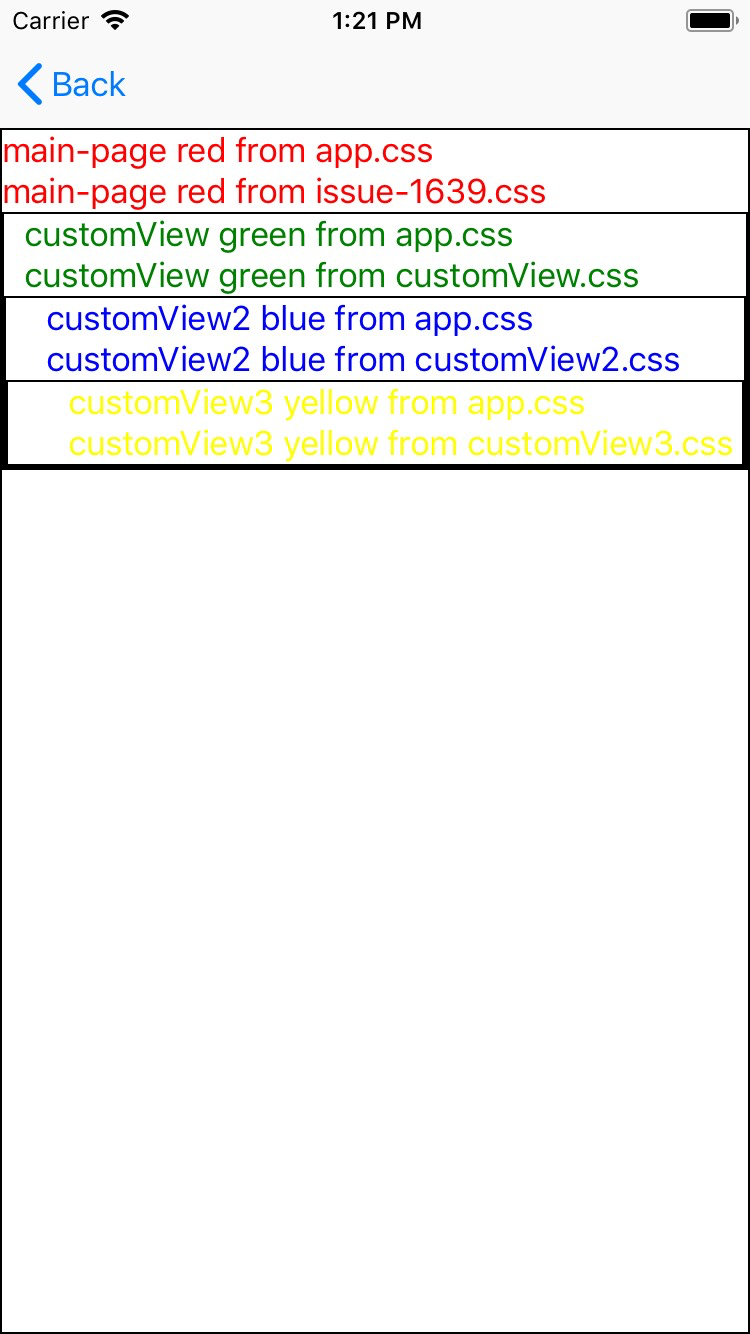 Carrier 1:21 PM
Back
main-page red from app.css
main-page red from issue-1639.css
customView green from app.css
customView green from customView.css
customView2 blue from app.css
customView2 blue from customView2.css
customView3 yellow from app.css
customView3 yellow from customView3.css